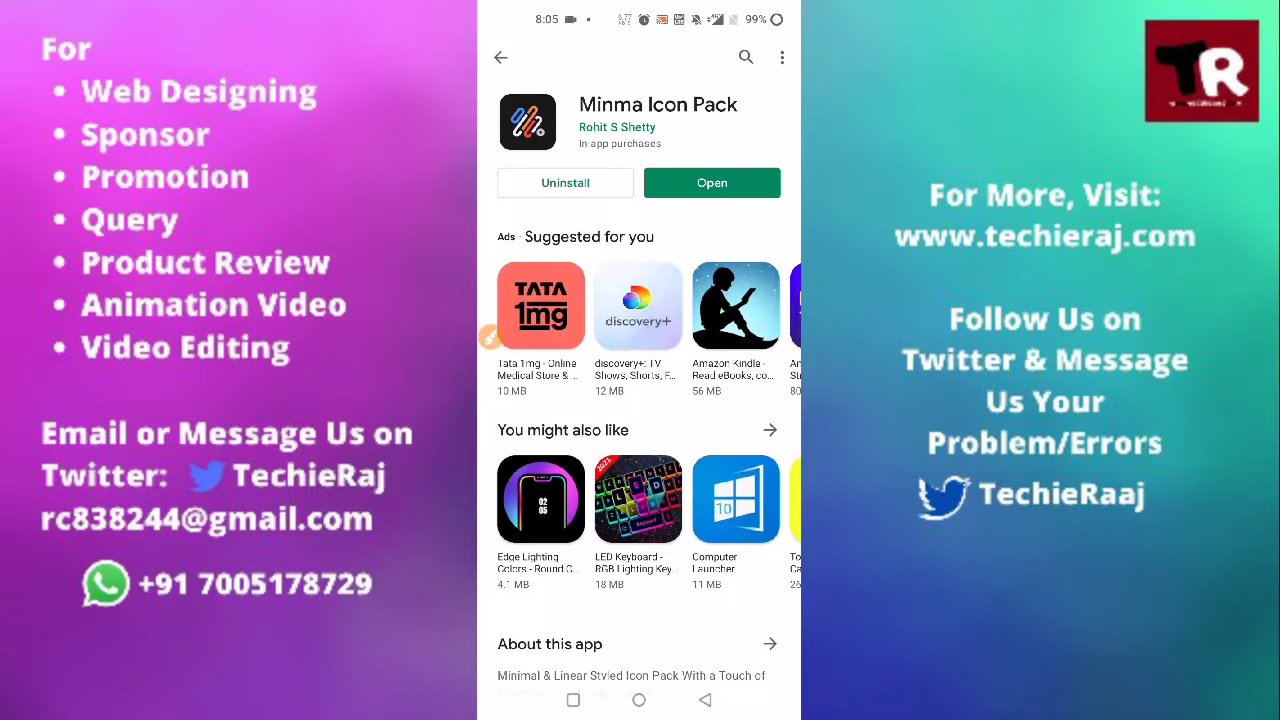 For
• Web Designing
• Sponsor
• Promotion
• Query
• Product Review
• Animation Video
• Video Editing
Email or Message Us on
Twitter: TechieRaj
rc838244@gmail.com
+91 7005178729
8:05
99%
Minma Icon Pack
Rohit S Shetty
In app purchases
Uninstall
Open
Ads · Suggested for you
TATA
1mg
discovery+
Tata 1mg - Online
Medical Store & ...
10 MB
discovery+: TV
Shows, Shorts, F...
12 MB
Amazon Kindle -
Read eBooks, co...
56 MB
You might also like
02
05
2021
LED
Keyboard
10
Edge Lighting
Colors - Round C...
4.1 MB
LED Keyboard -
RGB Lighting Key...
18 MB
Computer
Launcher
11 MB
About this app
Minimal & Linear Styled Icon Pack With a Touch of
TR
For More, Visit:
www.techieraj.com
Follow Us on
Twitter & Message
Us Your
Problem/Errors
TechieRaaj